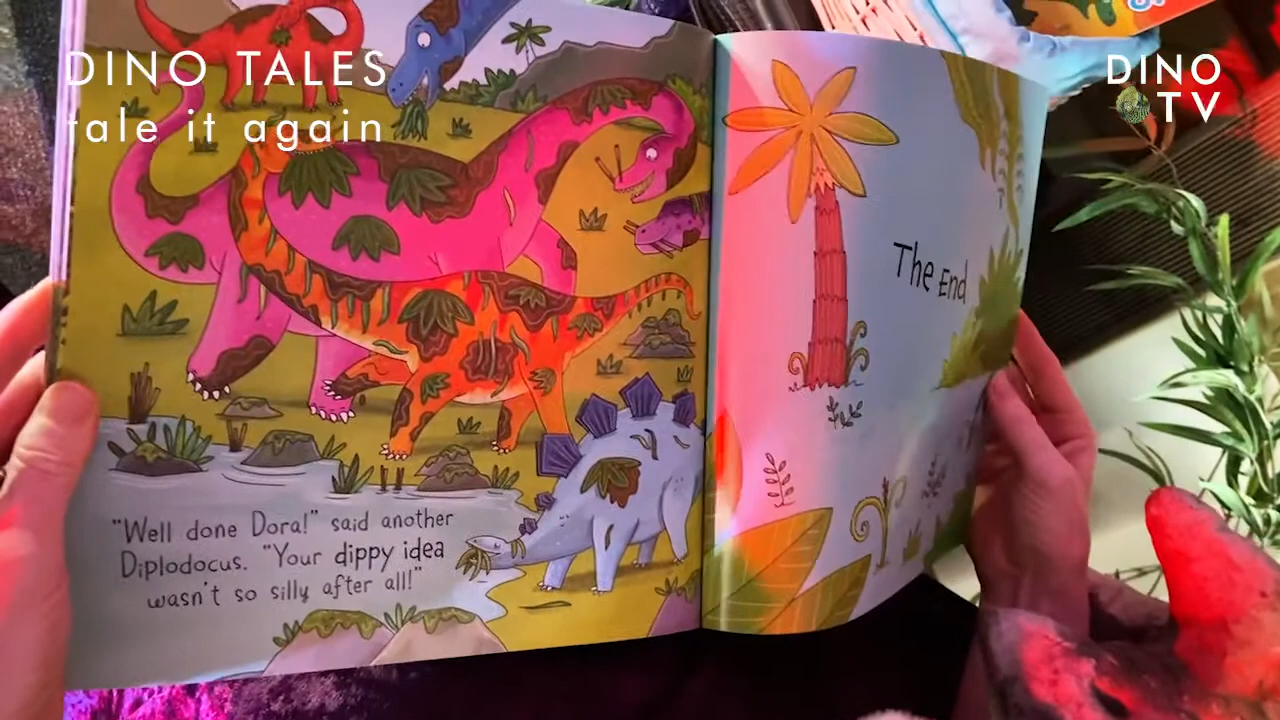 DINO TALES
tale it again
DINO
TV
"Well done Dora!" said another
Diplodocus. "Your dippy idea
wasn't so silly after all!"
The End